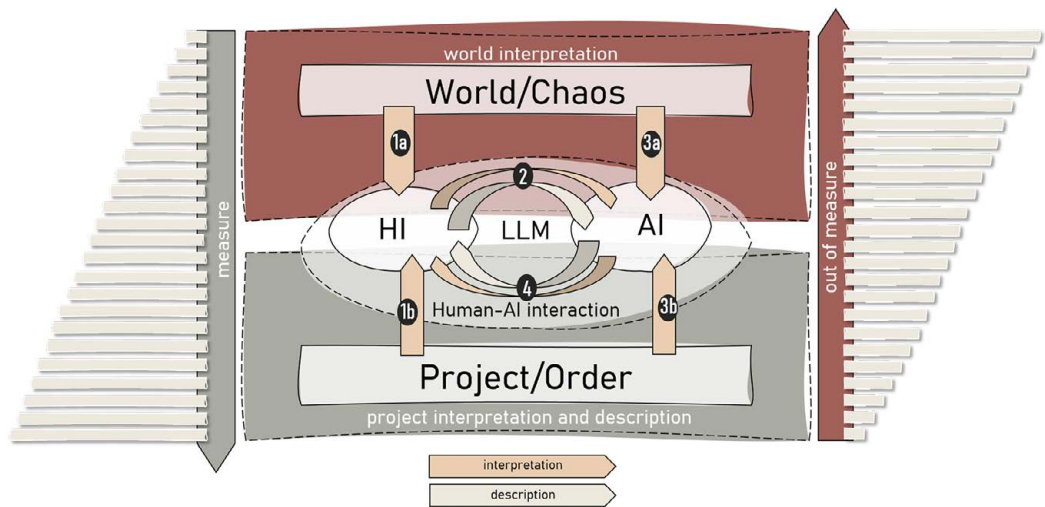 world interpretation
World/Chaos
1a
3a
2
HI
LLM
AI
measure
out of measure
4
1b
Human-AI interaction
3b
Project/Order
project interpretation and description
interpretation
description